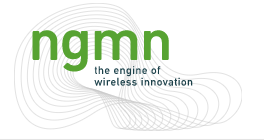 ngmn
the engine of
wireless innovation